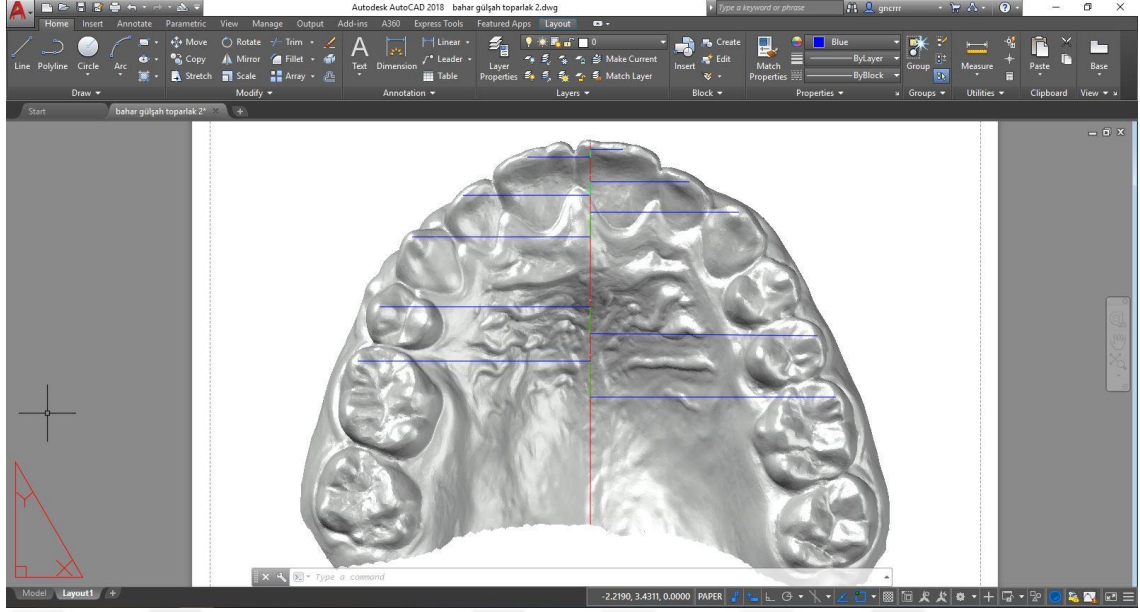 Autodesk AutoCAD 2018 bahar gülşah toparlak 2.dwg
Type a keyword or phrase
gncrrr
Home Insert Annotate Parametric View Manage Output Add-ins A360 Express Tools Featured Apps Layout
Line Polyline Circle Arc
Move Rotate Trim
Copy Mirror Fillet
Stretch Scale Array
Text Dimension
Linear
Leader
Table
Layer Properties
0
Make Current
Match Layer
Insert
Create
Edit
Match Properties
Blue
ByLayer
ByBlock
Group
Measure
Paste
Base
Draw Modify Annotation Layers Block Properties Groups Utilities Clipboard View
Start bahar gülşah toparlak 2*
Y
X
Type a command
Model Layout1
-2.2190, 3.4311, 0.0000 PAPER